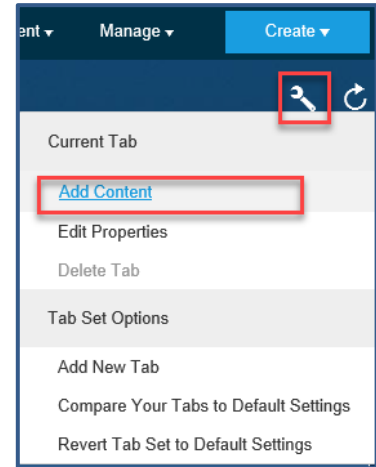 ent Manage Create
Current Tab
Add Content
Edit Properties
Delete Tab
Tab Set Options
Add New Tab
Compare Your Tabs to Default Settings
Revert Tab Set to Default Settings